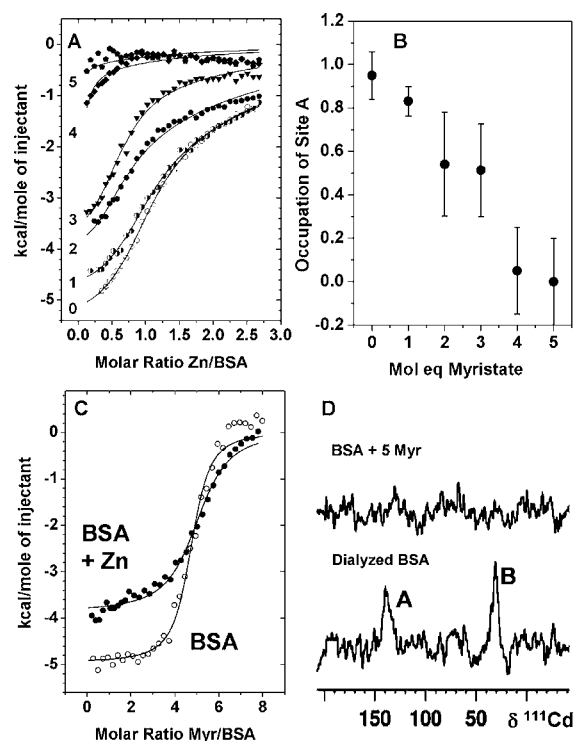 A
0
-1
-2
-3
-4
-5
5
4
3
2
1
0
0.0 0.5 1.0 1.5 2.0 2.5 3.0
kcal/mole of injectant
Molar Ratio Zn/BSA
B
1.2
1.0
0.8
0.6
0.4
0.2
0.0
-0.2
0 1 2 3 4 5
Occupation of Site A
Mol eq Myristate
C
0
-1
-2
-3
-4
-5
BSA
+ Zn
BSA
0 2 4 6 8
kcal/mole of injectant
Molar Ratio Myr/BSA
D
BSA + 5 Myr
Dialyzed BSA
A
B
150 100 50 δ ¹¹¹Cd